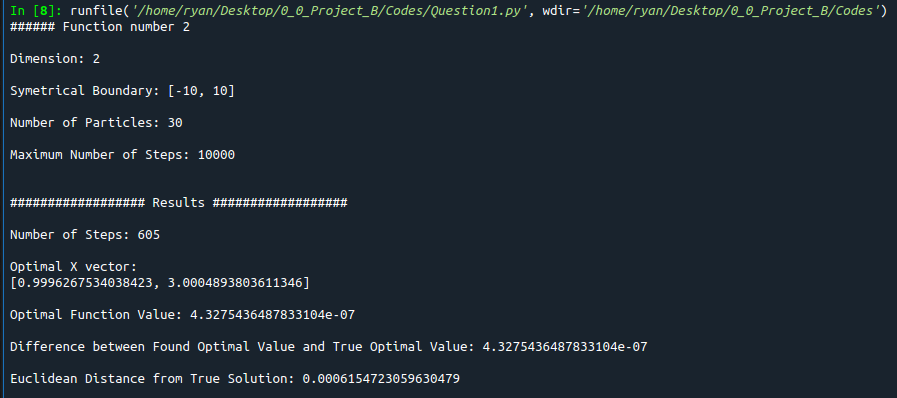 In [8]: runfile('/home/ryan/Desktop/0_0_Project_B/Codes/Question1.py', wdir='/home/ryan/Desktop/0_0_Project_B/Codes')
###### Function number 2
Dimension: 2
Symetrical Boundary: [-10, 10]
Number of Particles: 30
Maximum Number of Steps: 10000
################## Results ##################
Number of Steps: 605
Optimal X vector:
[0.9996267534038423, 3.0004893803611346]
Optimal Function Value: 4.3275436487833104e-07
Difference between Found Optimal Value and True Optimal Value: 4.3275436487833104e-07
Euclidean Distance from True Solution: 0.0006154723059630479